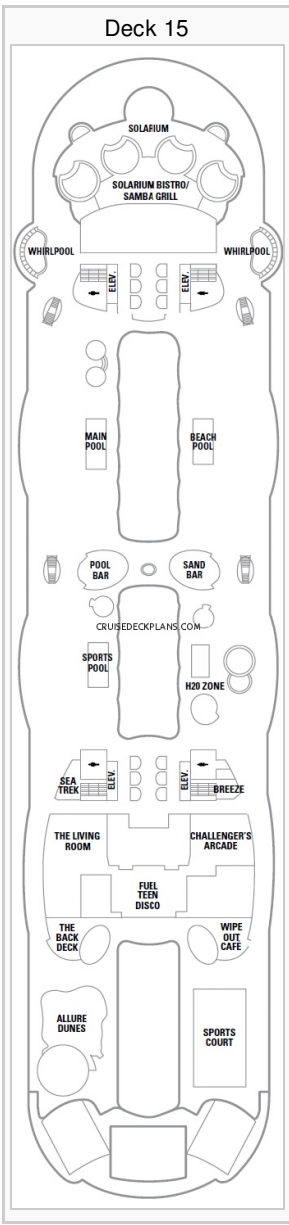 Deck 15
SOLARIUM
SOLARIUM BISTRO/
SAMBA GRILL
WHIRLPOOL
WHIRLPOOL
ELEV.
ELEV.
MAIN
POOL
BEACH
POOL
POOL
BAR
SAND
BAR
CRUISEDECKPLANS.COM
SPORTS
POOL
H20 ZONE
SEA
TREK
ELEV.
ELEV.
BREEZE
THE LIVING
ROOM
CHALLENGER'S
ARCADE
FUEL
TEEN
DISCO
THE
BACK
DECK
WIPE
OUT
CAFÉ
ALLURE
DUNES
SPORTS
COURT